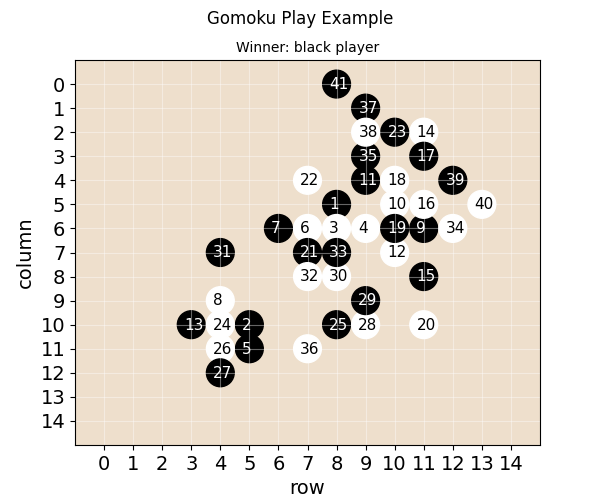 Gomoku Play Example
Winner: black player
0 41
1 37
2 38 23 14
3 35 17
4 22 11 18 39
5 1 10 16 40
6 7 6 3 4 19 9 34
7 31 21 33 12
8 32 30 15
9 8 29
10 13 24 2 25 28 20
11 26 5 36
12 27
13
14
column
0 1 2 3 4 5 6 7 8 9 10 11 12 13 14
row